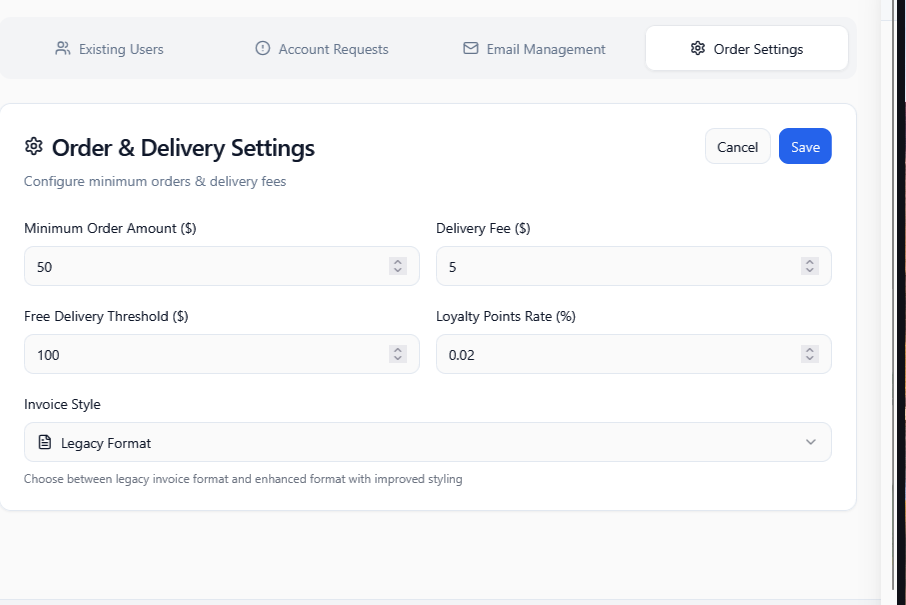 Existing Users
Account Requests
Email Management
Order Settings
Order & Delivery Settings
Cancel
Save
Configure minimum orders & delivery fees
Minimum Order Amount ($)
Delivery Fee ($)
50
5
Free Delivery Threshold ($)
Loyalty Points Rate (%)
100
0.02
Invoice Style
Legacy Format
Choose between legacy invoice format and enhanced format with improved styling